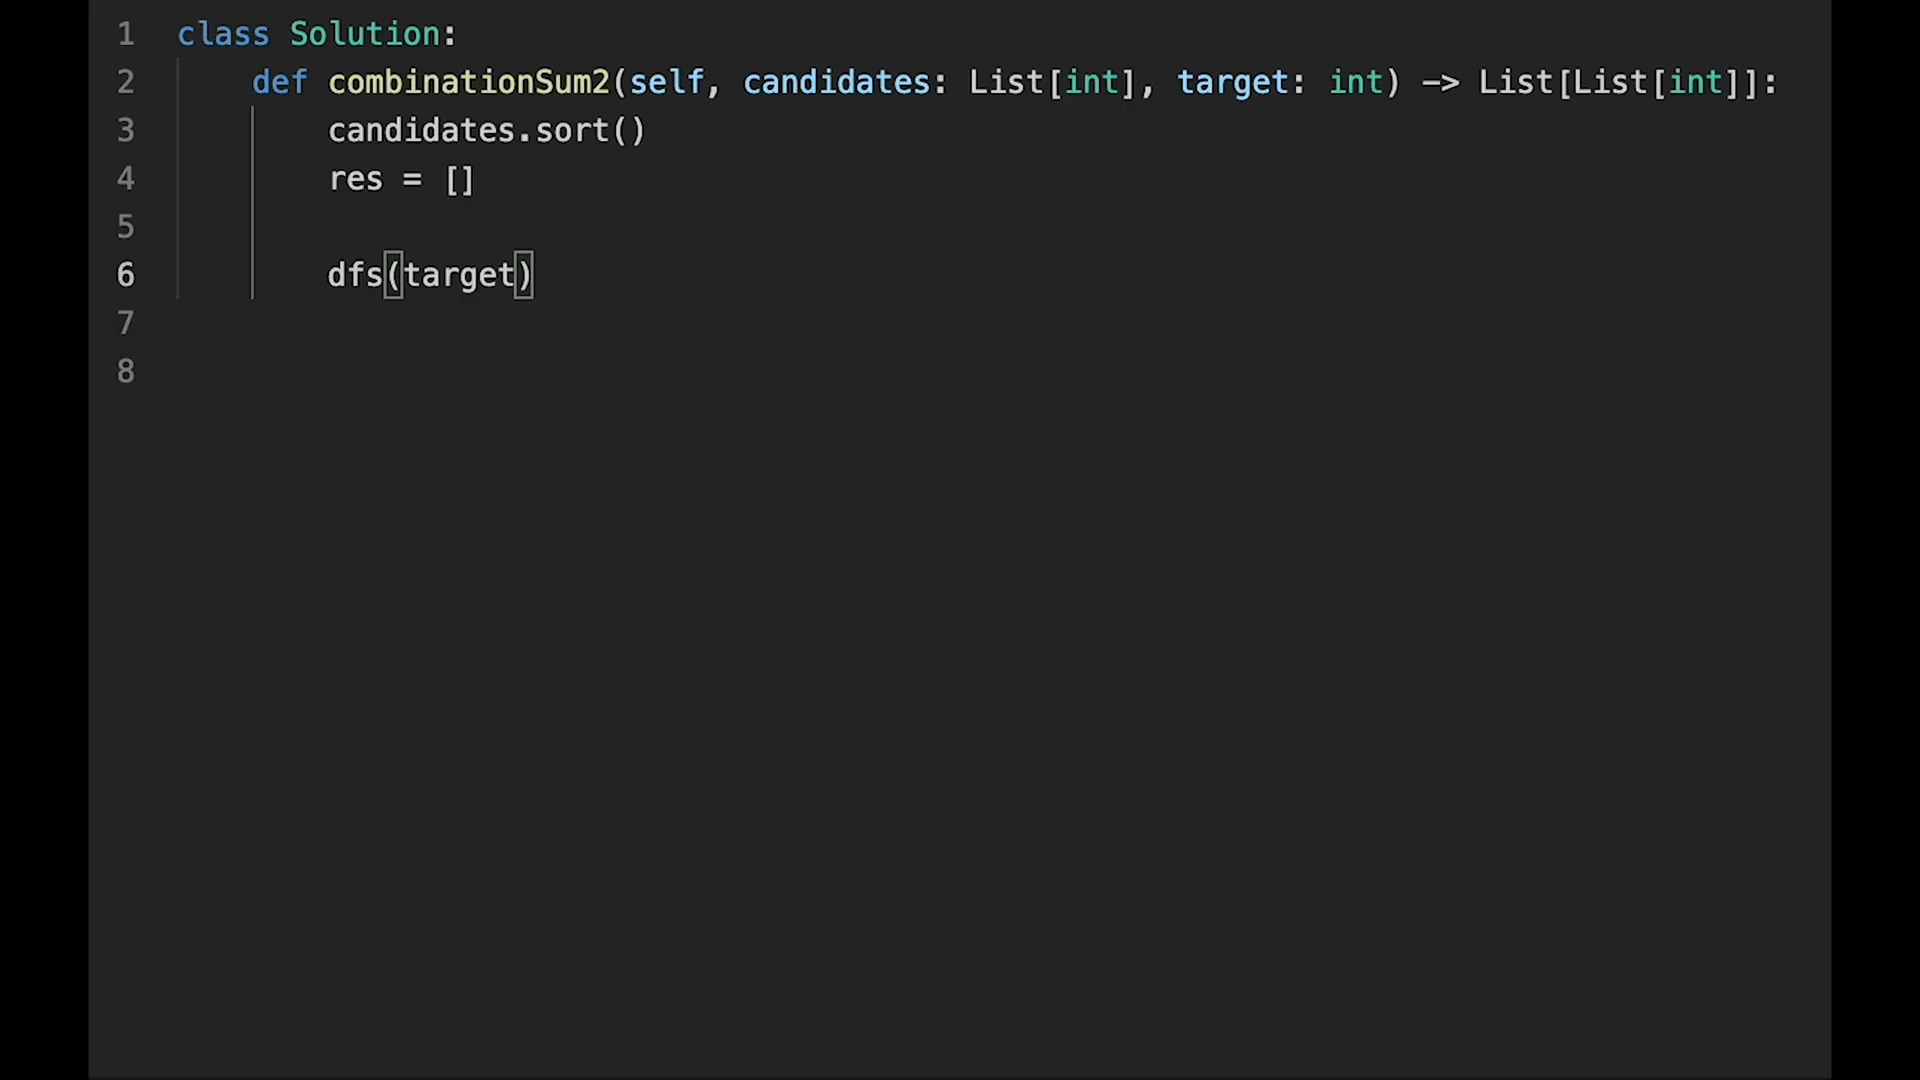 1 class Solution:
2 def combinationSum2(self, candidates: List[int], target: int) -> List[List[int]]:
3 candidates.sort()
4 res = []
5
6 dfs(target)
7
8